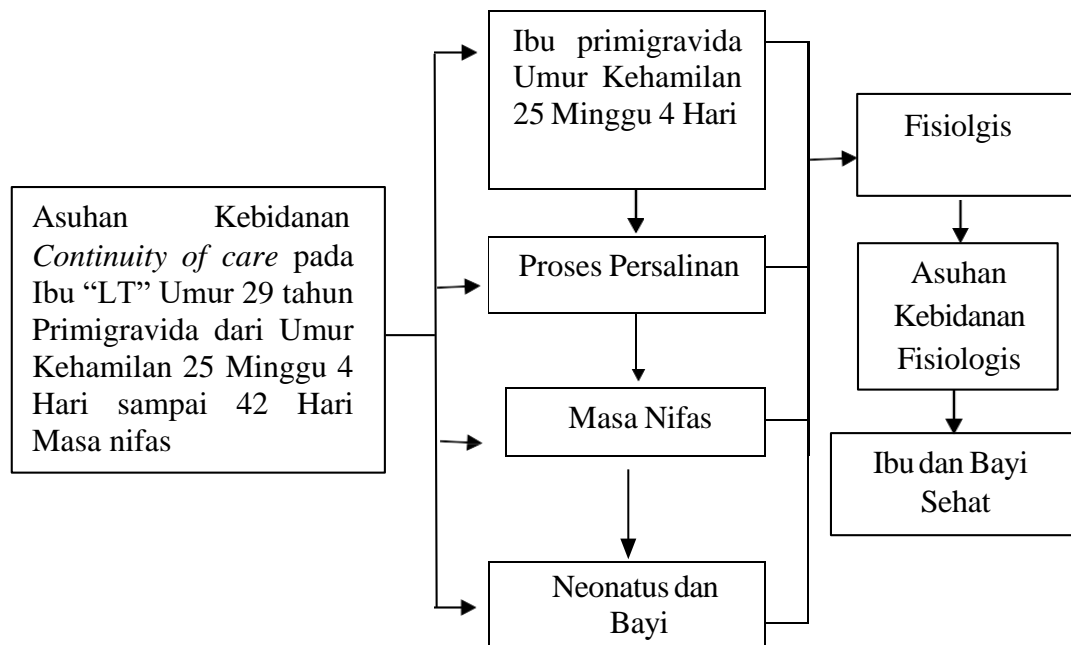 Asuhan Kebidanan
Continuity of care pada
Ibu “LT” Umur 29 tahun
Primigravida dari Umur
Kehamilan 25 Minggu 4
Hari sampai 42 Hari
Masa nifas
Ibu primigravida
Umur Kehamilan
25 Minggu 4 Hari
Proses Persalinan
Masa Nifas
Neonatus dan
Bayi
Fisiolgis
Asuhan
Kebidanan
Fisiologis
Ibu dan Bayi
Sehat